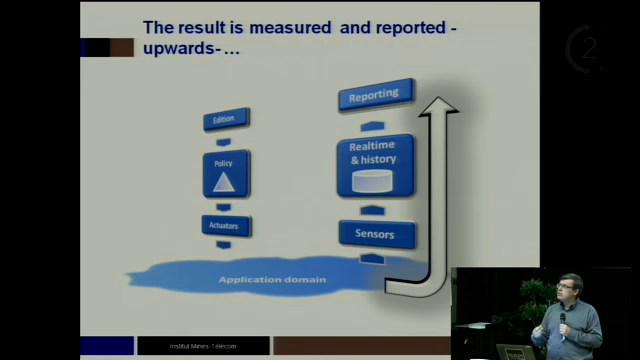 The result is measured and reported -
upwards- …
Edition
Policy
Actuators
Reporting
Realtime
& history
Sensors
Application domain
Institut Mines-Télécom
2